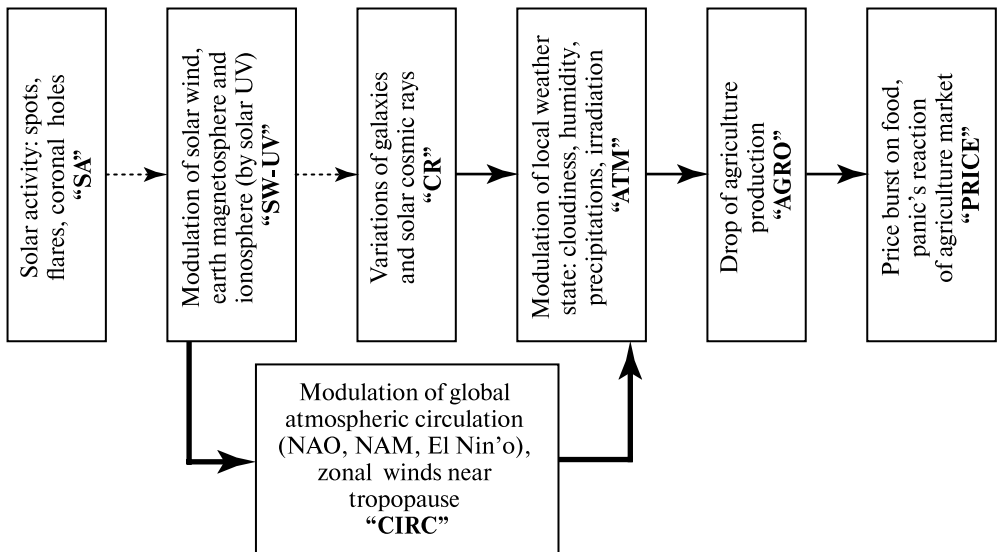 Solar activity: spots,
flares, coronal holes
“SA”
Modulation of solar wind,
earth magnetosphere and
ionosphere (by solar UV)
“SW-UV”
Variations of galaxies
and solar cosmic rays
“CR”
Modulation of local weather
state: cloudiness, humidity,
precipitations, irradiation
“ATM”
Drop of agriculture
production
“AGRO”
Price burst on food,
panic’s reaction
of agriculture market
“PRICE”
Modulation of global
atmospheric circulation
(NAO, NAM, El Nin’o),
zonal winds near
tropopause
“CIRC”